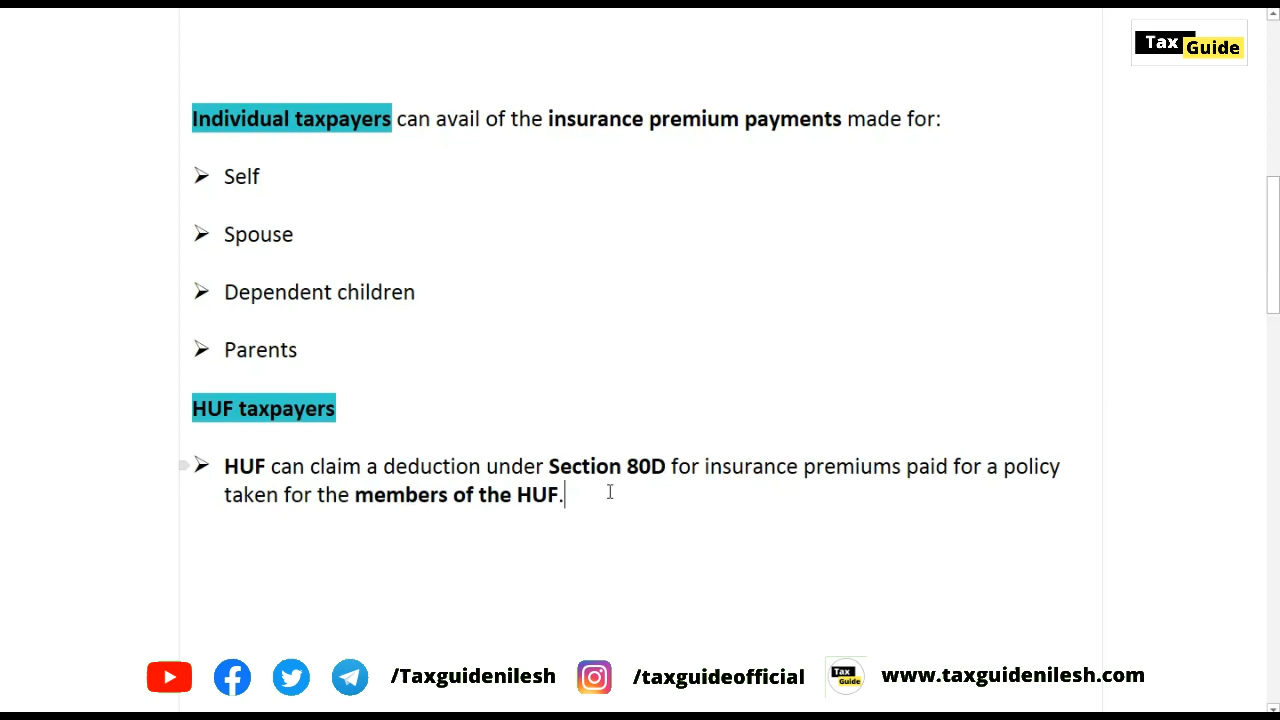 Tax Guide
Individual taxpayers can avail of the insurance premium payments made for:
➢ Self
➢ Spouse
➢ Dependent children
➢ Parents
HUF taxpayers
➢ HUF can claim a deduction under Section 80D for insurance premiums paid for a policy
taken for the members of the HUF.
/Taxguidenilesh /taxguideofficial Tax Guide www.taxguidenilesh.com